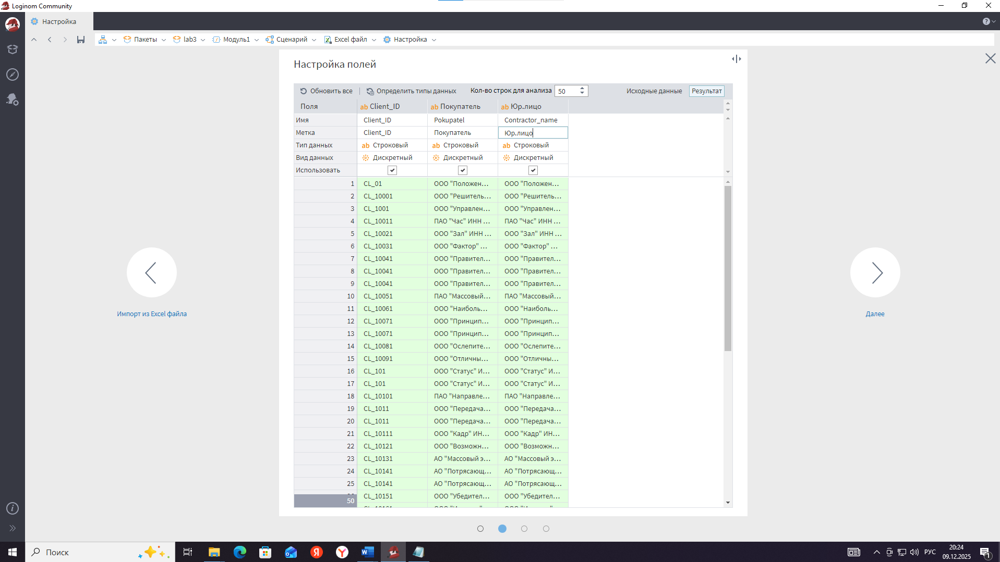 Loginom Community
Настройка
Пакеты lab3 Модуль1 Сценарий Excel файл Настройка
Настройка полей
Обновить все Определить типы данных Кол-во строк для анализа 50 Исходные данные Результат
Поля ab Client_ID ab Покупатель ab Юр.лицо
Имя Client_ID Pokupatel Contractor_name
Метка Client_ID Покупатель Юр.лицо
Тип данных ab Строковый ab Строковый ab Строковый
Вид данных Дискретный Дискретный Дискретный
Использовать
1 CL_01 ООО "Положен... ООО "Положен...
2 CL_10001 ООО "Решитель... ООО "Решитель...
3 CL_1001 ООО "Управлен... ООО "Управлен...
4 CL_10011 ПАО "Час" ИНН ... ПАО "Час" ИНН ...
5 CL_10021 ООО "Зал" ИНН ... ООО "Зал" ИНН ...
6 CL_10031 ООО "Фактор" ... ООО "Фактор" ...
7 CL_10041 ООО "Правител... ООО "Правител...
8 CL_10041 ООО "Правител... ООО "Правител...
9 CL_10041 ООО "Правител... ООО "Правител...
10 CL_10051 ПАО "Массовый... ПАО "Массовый...
11 CL_10061 ООО "Наиболь... ООО "Наиболь...
12 CL_10071 ООО "Принцип... ООО "Принцип...
13 CL_10071 ООО "Принцип... ООО "Принцип...
14 CL_10081 ООО "Ослепите... ООО "Ослепите...
15 CL_10091 ООО "Отличны... ООО "Отличны...
16 CL_101 ООО "Статус" И... ООО "Статус" И...
17 CL_101 ООО "Статус" И... ООО "Статус" И...
18 CL_10101 ПАО "Направле... ПАО "Направле...
19 CL_1011 ООО "Передача... ООО "Передача...
20 CL_1011 ООО "Передача... ООО "Передача...
21 CL_10111 ООО "Кадр" ИН... ООО "Кадр" ИН...
22 CL_10121 ООО "Возможн... ООО "Возможн...
23 CL_10131 АО "Массовый э... АО "Массовый э...
24 CL_10141 АО "Потрясающ... АО "Потрясающ...
25 CL_10141 АО "Потрясающ... АО "Потрясающ...
CL_10151 ООО "Убедител... ООО "Убедител...
50
Импорт из Excel файла
Далее
Поиск
РУС
20:24
09.12.2025
1